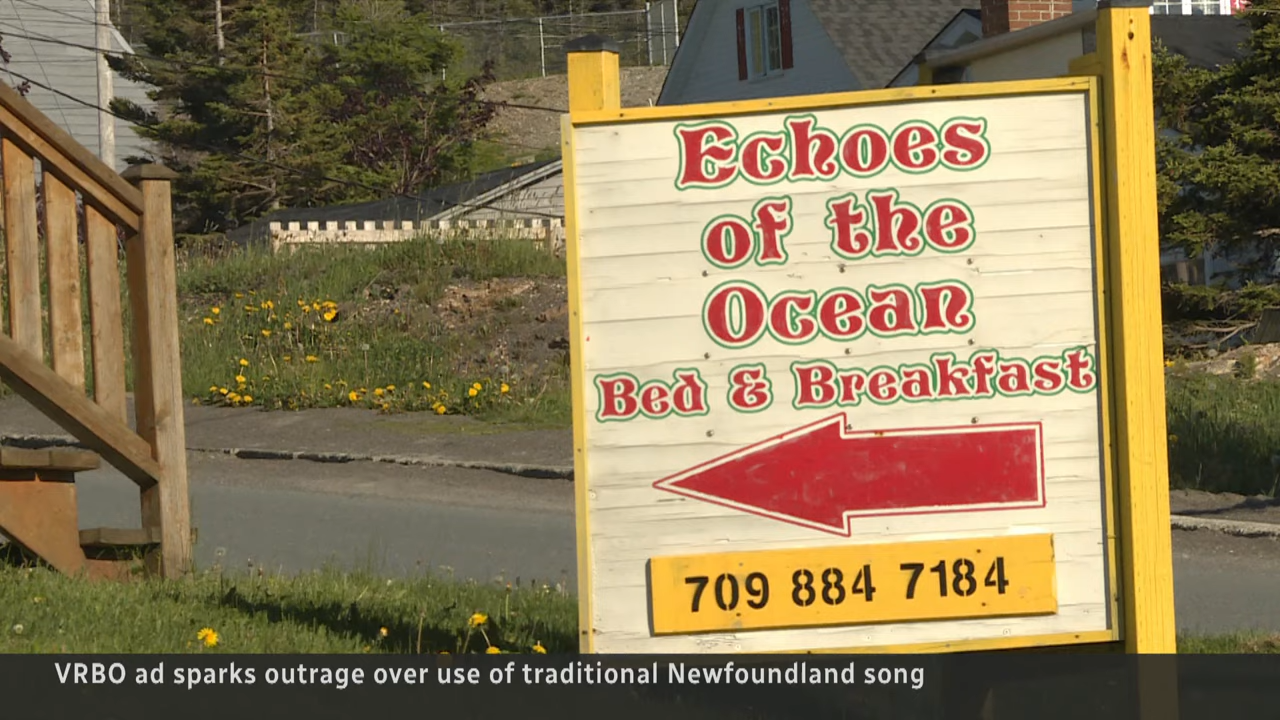 Echoes
of the
Ocean
Bed & Breakfast
709 884 7184
VRBO ad sparks outrage over use of traditional Newfoundland song